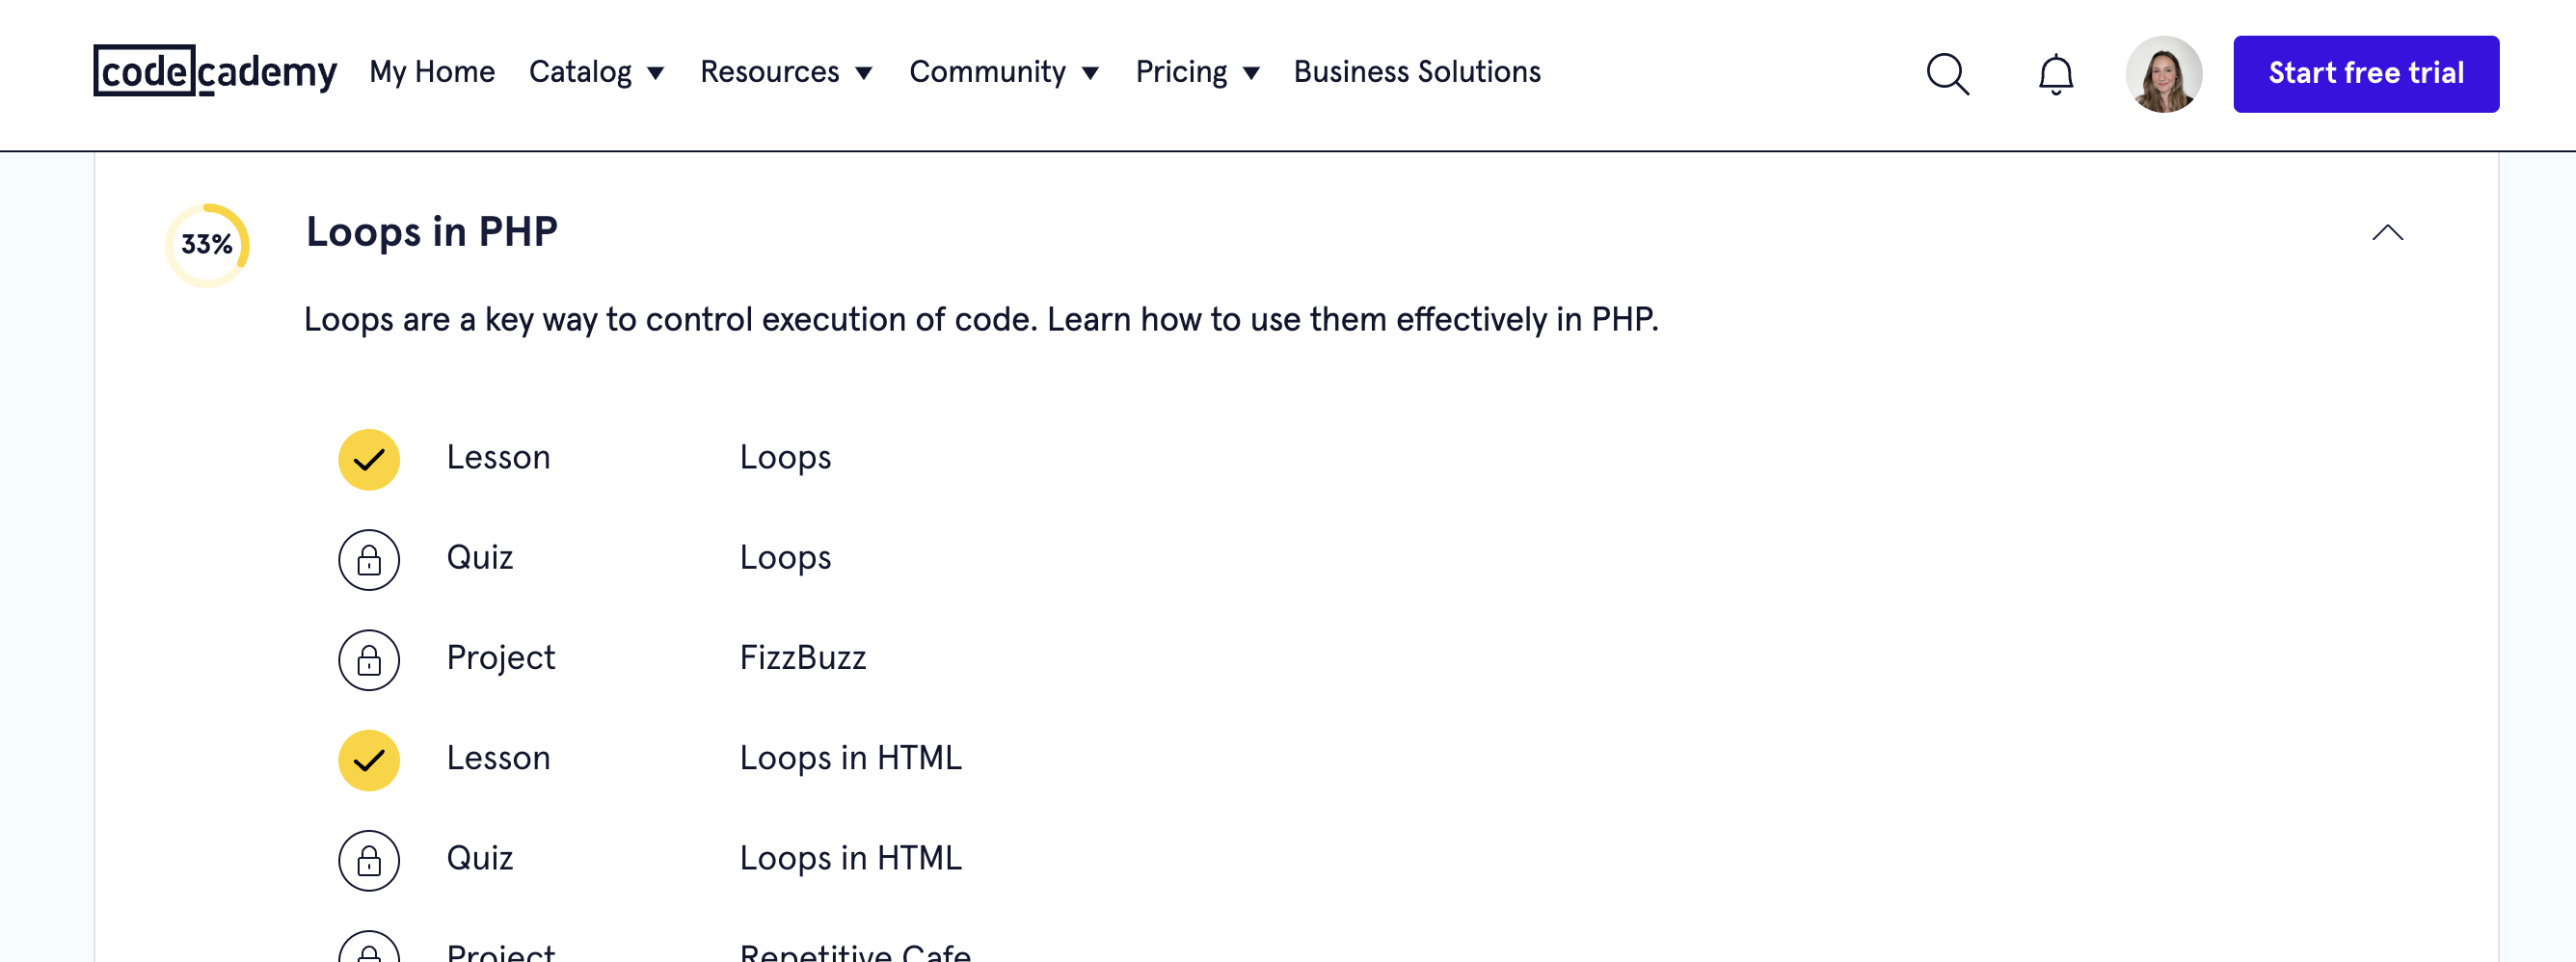 codecademy My Home Catalog Resources Community Pricing Business Solutions Start free trial
33% Loops in PHP
Loops are a key way to control execution of code. Learn how to use them effectively in PHP.
Lesson Loops
Quiz Loops
Project FizzBuzz
Lesson Loops in HTML
Quiz Loops in HTML
Project Repetitive Cafe